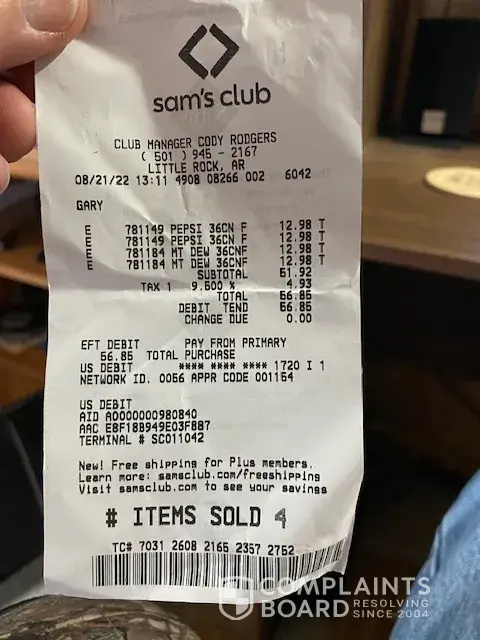 sam's club
CLUB MANAGER CODY RODGERS
( 501 ) 945 - 2167
LITTLE ROCK, AR
08/21/22 13:11 4908 08266 002 6042
GARY
E 781149 PEPSI 36CN F 12.98 T
E 781149 PEPSI 36CN F 12.98 T
E 781184 MT DEW 36CNF 12.98 T
E 781184 MT DEW 36CNF 12.98 T
SUBTOTAL 51.92
TAX 1 9.500 % 4.93
TOTAL 56.85
DEBIT TEND 56.85
CHANGE DUE 0.00
EFT DEBIT PAY FROM PRIMARY
56.85 TOTAL PURCHASE
US DEBIT **** **** **** 1720 I 1
NETWORK ID. 0056 APPR CODE 001154
US DEBIT
AID A0000000980840
AAC E8F18B949E03F887
TERMINAL # SC011042
New! Free shipping for Plus members.
Learn more: samsclub.com/freeshipping
Visit samsclub.com to see your savings
# ITEMS SOLD 4
TC# 7031 2608 2165 2357 2752
COMPLAINTS
BOARD RESOLVING
SINCE 2004